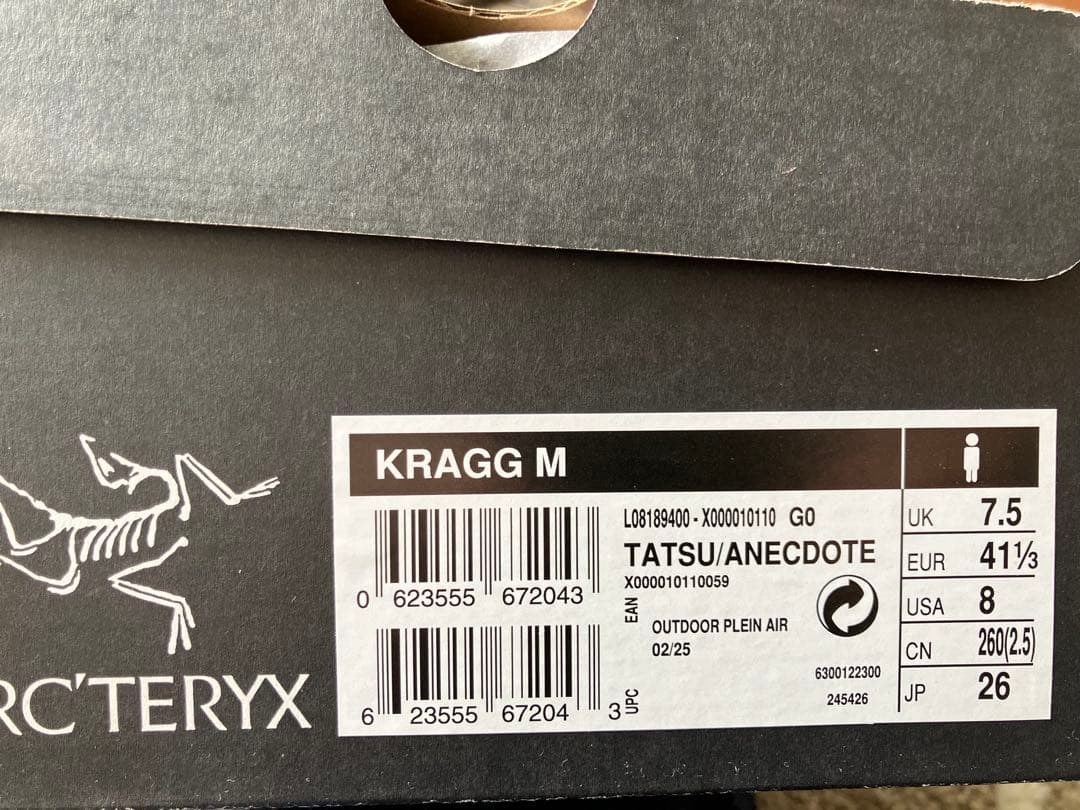 KRAGG M
L08189400 - X000010110 G0
TATSU/ANECDOTE
X000010110059
0 623555 672043
EAN
OUTDOOR PLEIN AIR
02/25
6300122300
245426
6 23555 67204 3
UPC
UK 7.5
EUR 41⅓
USA 8
CN 260(2.5)
JP 26
RC'TERYX